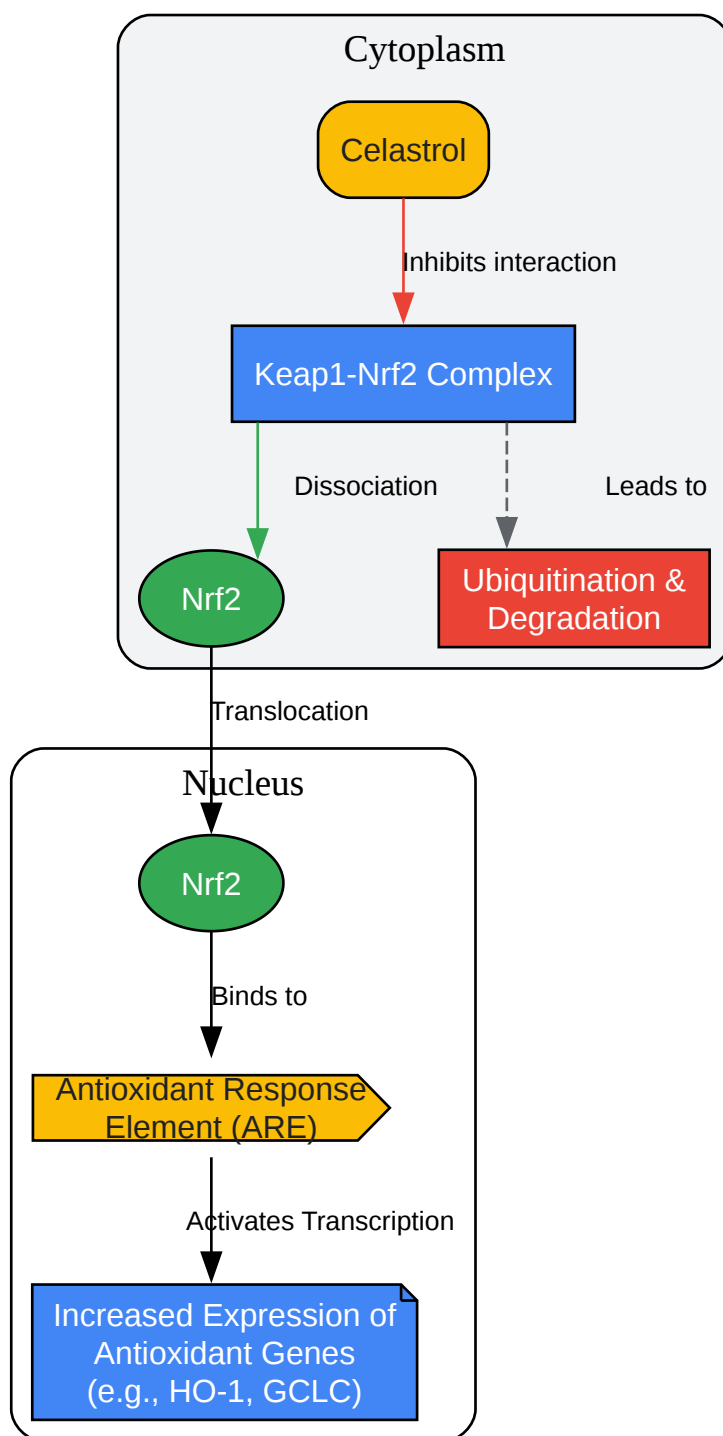 Cytoplasm
Celastrol
Inhibits interaction
Keap1-Nrf2 Complex
Dissociation
Leads to
Nrf2
Ubiquitination &
Degradation
Translocation
Nucleus
Nrf2
Binds to
Antioxidant Response
Element (ARE)
Activates Transcription
Increased Expression of
Antioxidant Genes
(e.g., HO-1, GCLC)